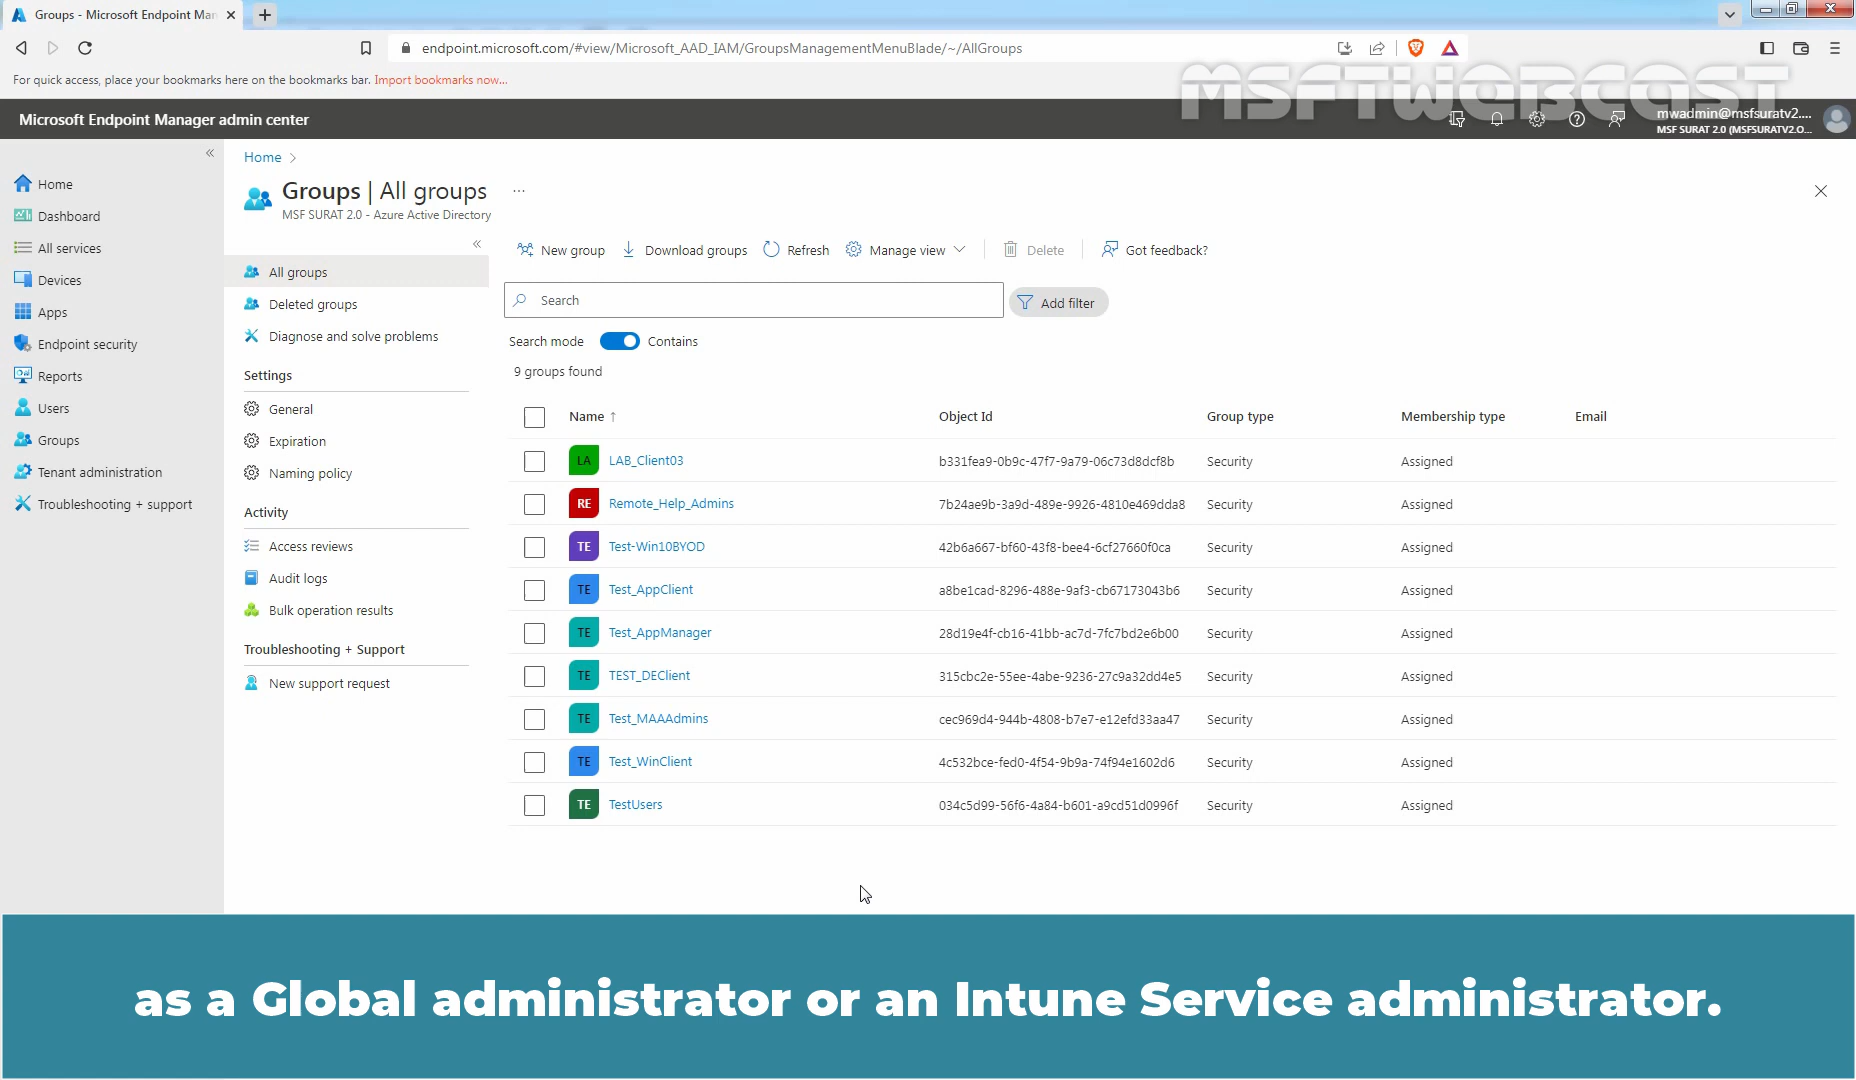 Groups - Microsoft Endpoint Man
endpoint.microsoft.com/#view/Microsoft_AAD_IAM/GroupsManagementMenuBlade/~/AllGroups
For quick access, place your bookmarks here on the bookmarks bar. Import bookmarks now...
MSFTWEBCAST
Microsoft Endpoint Manager admin center
mwadmin@msfsuratv2....
MSF SURAT 2.0 (MSFSURATV2.O...
Home
Dashboard
All services
Devices
Apps
Endpoint security
Reports
Users
Groups
Tenant administration
Troubleshooting + support
Home
Groups | All groups ...
MSF SURAT 2.0 - Azure Active Directory
All groups
Deleted groups
Diagnose and solve problems
Settings
General
Expiration
Naming policy
Activity
Access reviews
Audit logs
Bulk operation results
Troubleshooting + Support
New support request
New group Download groups Refresh Manage view Delete Got feedback?
Search Add filter
Search mode Contains
9 groups found
Name ↑ Object Id Group type Membership type Email
LA LAB_Client03 b331fea9-0b9c-47f7-9a79-06c73d8dcf8b Security Assigned
RE Remote_Help_Admins 7b24ae9b-3a9d-489e-9926-4810e469dda8 Security Assigned
TE Test-Win10BYOD 42b6a667-bf60-43f8-bee4-6cf27660f0ca Security Assigned
TE Test_AppClient a8be1cad-8296-488e-9af3-cb67173043b6 Security Assigned
TE Test_AppManager 28d19e4f-cb16-41bb-ac7d-7fc7bd2e6b00 Security Assigned
TE TEST_DEClient 315cbc2e-55ee-4abe-9236-27c9a32dd4e5 Security Assigned
TE Test_MAAAdmins cec969d4-944b-4808-b7e7-e12efd33aa47 Security Assigned
TE Test_WinClient 4c532bce-fed0-4f54-9b9a-74f94e1602d6 Security Assigned
TE TestUsers 034c5d99-56f6-4a84-b601-a9cd51d0996f Security Assigned
as a Global administrator or an Intune Service administrator.